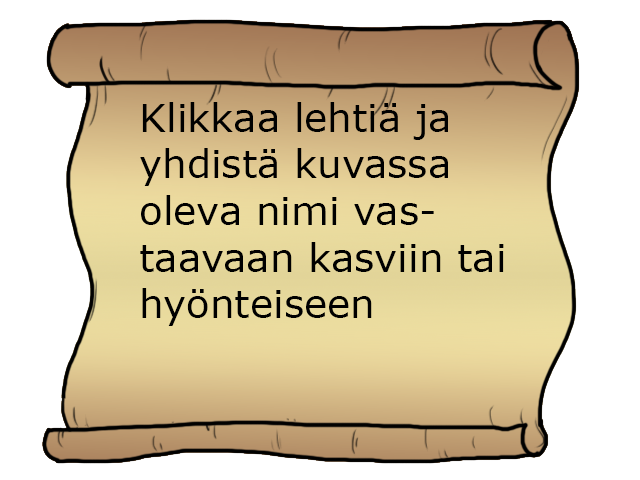 Klikkaa lehtiä ja
yhdistä kuvassa
oleva nimi vas-
taavaan kasviin tai
hyönteiseen